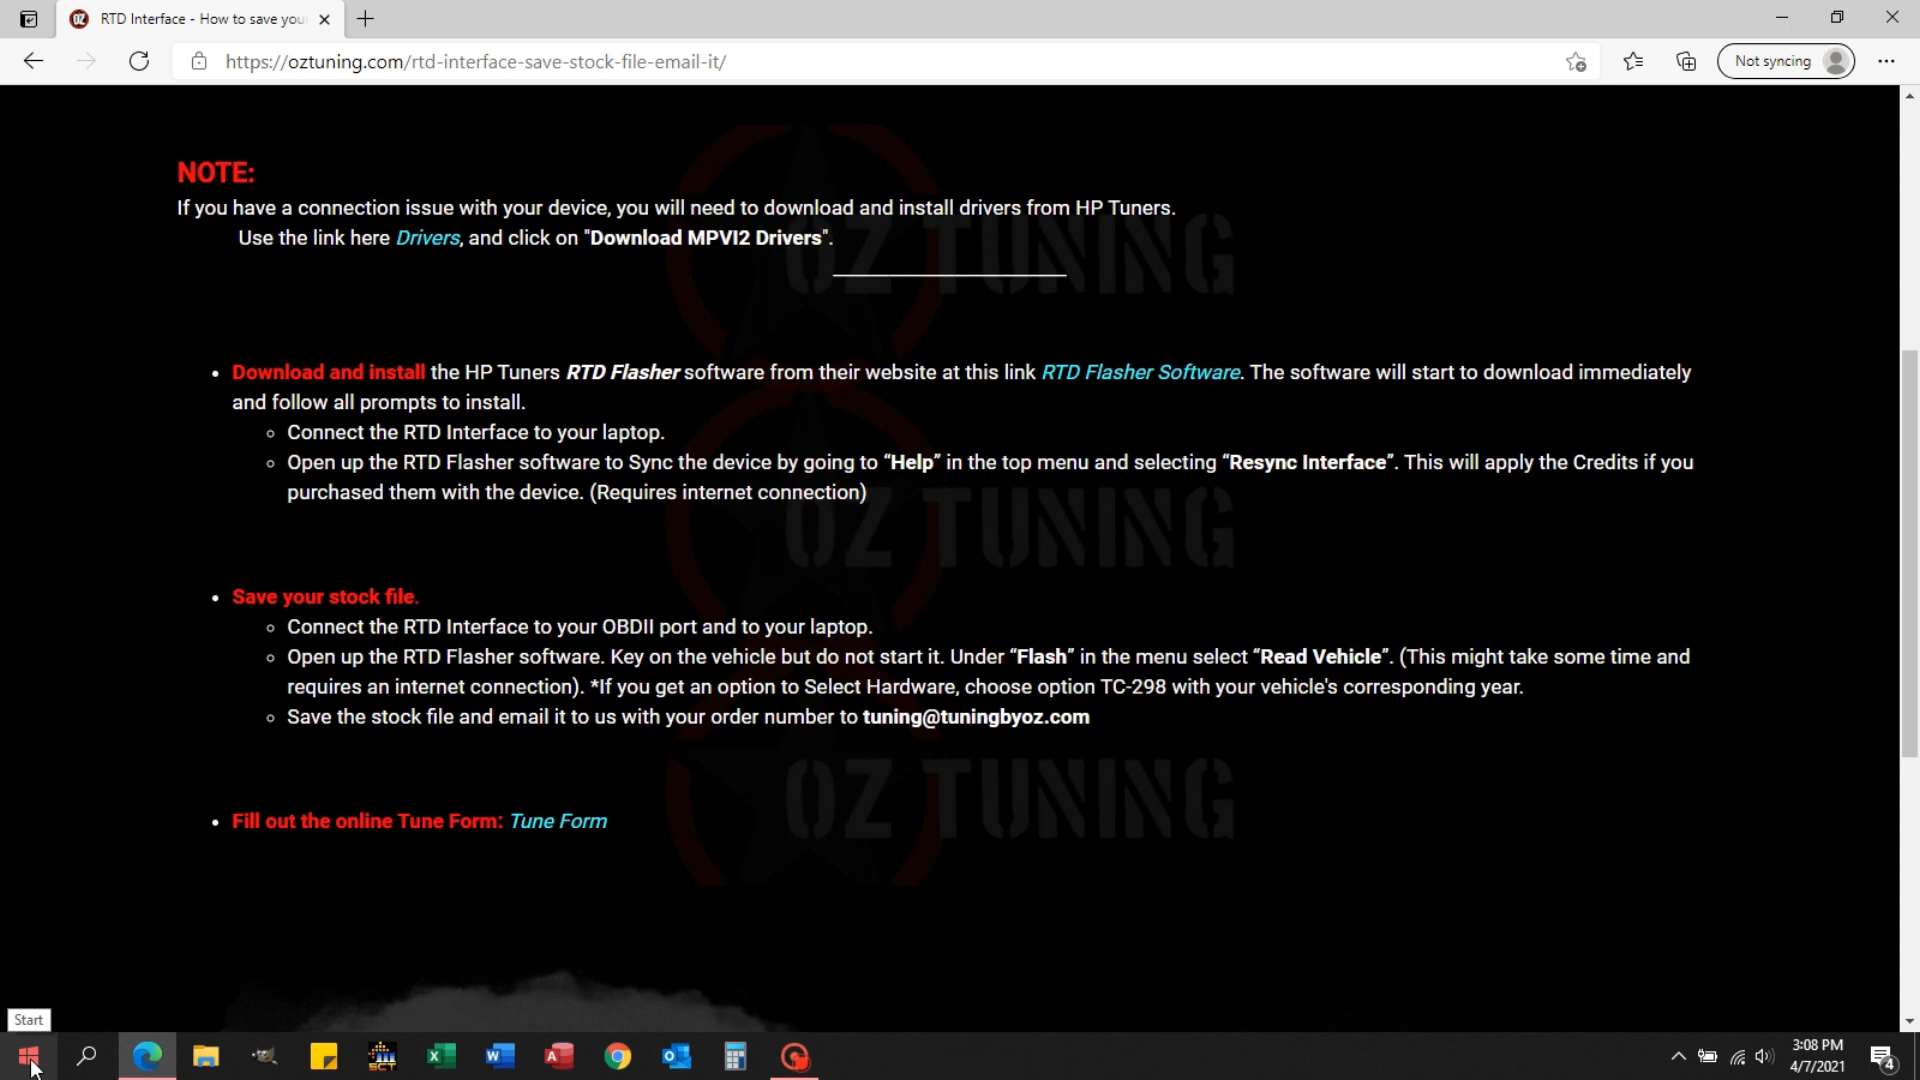 RTD Interface - How to save you
https://oztuning.com/rtd-interface-save-stock-file-email-it/
Not syncing
NOTE:
If you have a connection issue with your device, you will need to download and install drivers from HP Tuners.
Use the link here Drivers, and click on "Download MPVI2 Drivers".
OZ TUNING
• Download and install the HP Tuners RTD Flasher software from their website at this link RTD Flasher Software. The software will start to download immediately
and follow all prompts to install.
Connect the RTD Interface to your laptop.
Open up the RTD Flasher software to Sync the device by going to “Help” in the top menu and selecting “Resync Interface”. This will apply the Credits if you
purchased them with the device. (Requires internet connection)
OZ TUNING
• Save your stock file.
Connect the RTD Interface to your OBDII port and to your laptop.
Open up the RTD Flasher software. Key on the vehicle but do not start it. Under “Flash” in the menu select “Read Vehicle”. (This might take some time and
requires an internet connection). *If you get an option to Select Hardware, choose option TC-298 with your vehicle's corresponding year.
Save the stock file and email it to us with your order number to tuning@tuningbyoz.com
OZ TUNING
• Fill out the online Tune Form: Tune Form
Start
SCT
3:08 PM
4/7/2021
4